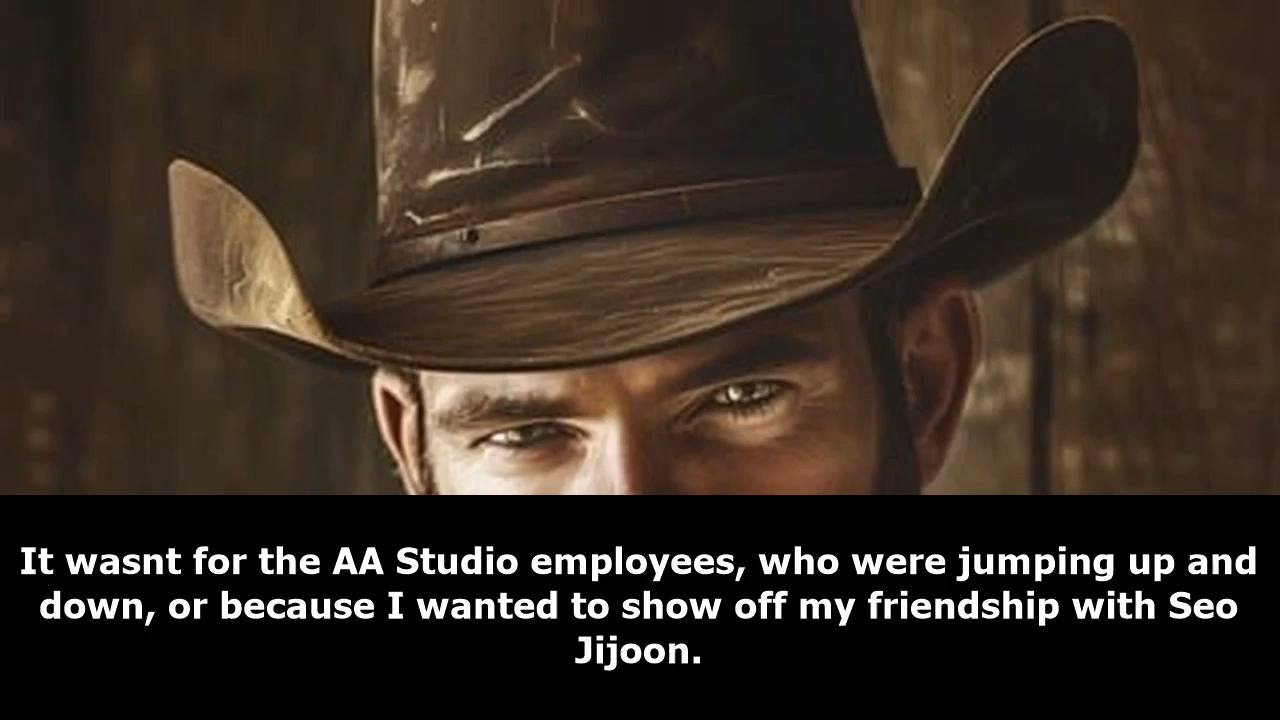 It wasnt for the AA Studio employees, who were jumping up and
down, or because I wanted to show off my friendship with Seo
Jijoon.